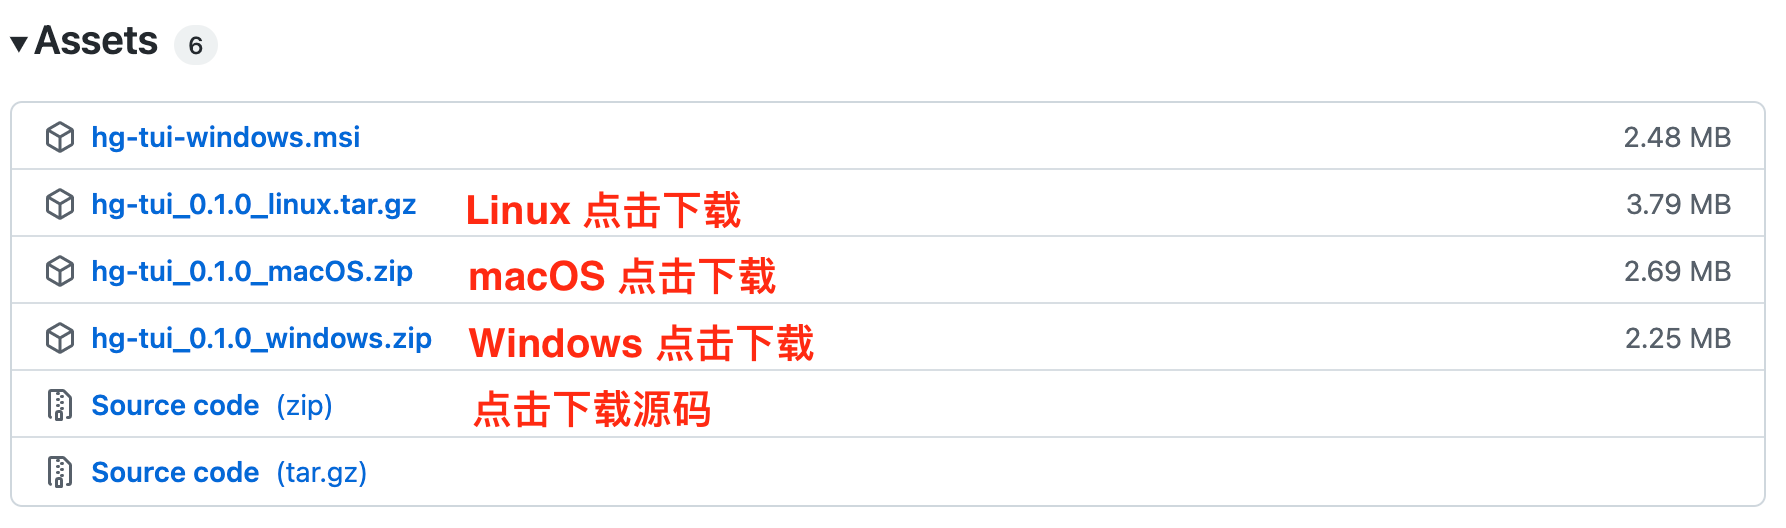 Assets 6
hg-tui-windows.msi 2.48 MB
hg-tui_0.1.0_linux.tar.gz Linux 点击下载 3.79 MB
hg-tui_0.1.0_macOS.zip macOS 点击下载 2.69 MB
hg-tui_0.1.0_windows.zip Windows 点击下载 2.25 MB
Source code (zip) 点击下载源码
Source code (tar.gz)